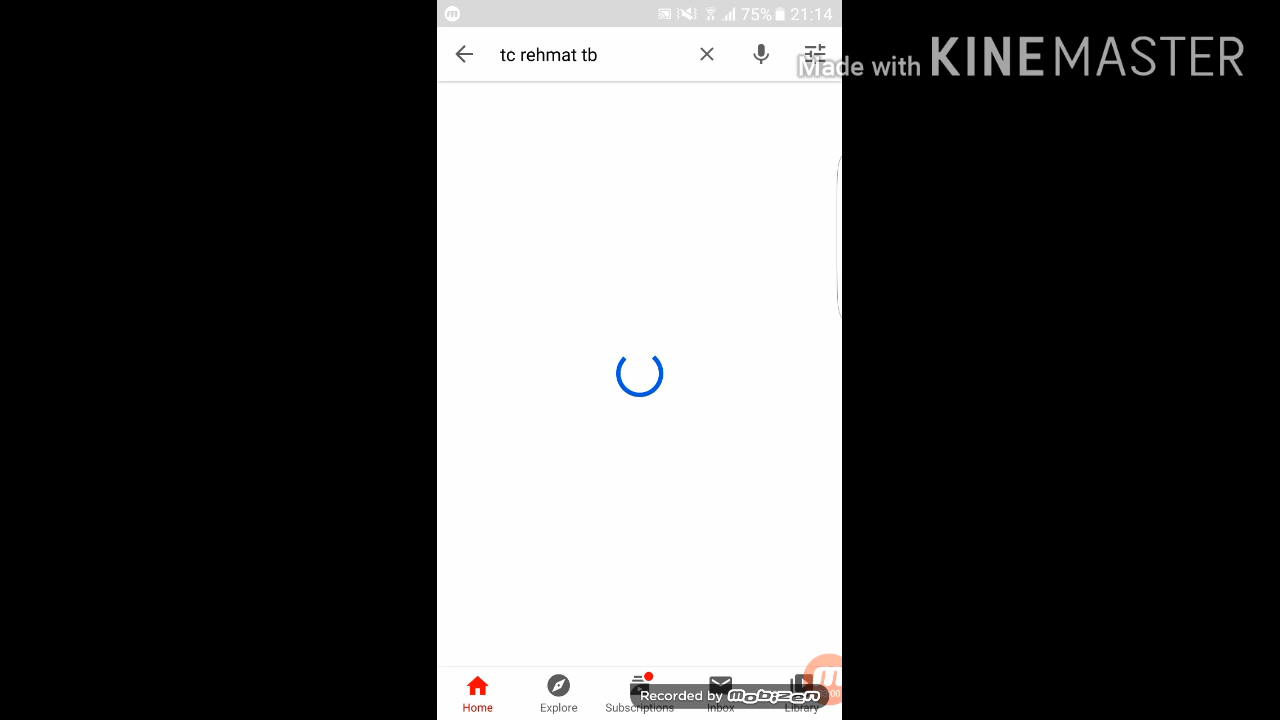 75% 21:14
tc rehmat tb
Made with KINEMASTER
Recorded by mobizen
Home Explore Subscriptions Inbox Library